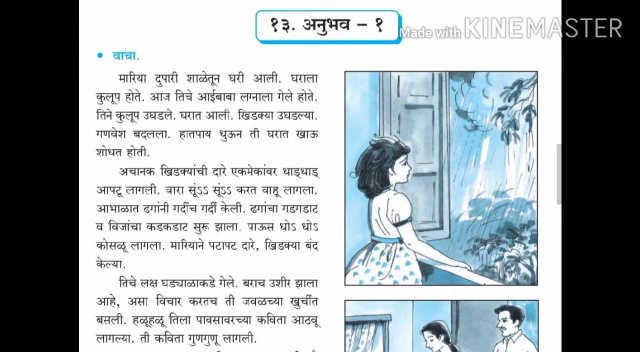 १३. अनुभव – १
Made with KINEMASTER
• वाचा.
मारिया दुपारी शाळेतून घरी आली. घराला
कुलूप होते. आज तिचे आईबाबा लग्नाला गेले होते.
तिने कुलूप उघडले. घरात आली. खिडक्या उघडल्या.
गणवेश बदलला. हातपाय धुऊन ती घरात खाऊ
शोधत होती.
अचानक खिडक्यांची दारे एकमेकांवर धाड्धाड्
आपटू लागली. वारा सूंऽऽ सूंऽऽ करत वाहू लागला.
आभाळात ढगांनी गर्दीच गर्दी केली. ढगांचा गडगडाट
व विजांचा कडकडाट सुरू झाला. पाऊस धोऽ धोऽ
कोसळू लागला. मारियाने पटापट दारे, खिडक्या बंद
केल्या.
तिचे लक्ष घड्याळाकडे गेले. बराच उशीर झाला
आहे, असा विचार करतच ती जवळच्या खुर्चीत
बसली. हळूहळू तिला पावसावरच्या कविता आठवू
लागल्या. ती कविता गुणगुणू लागली.